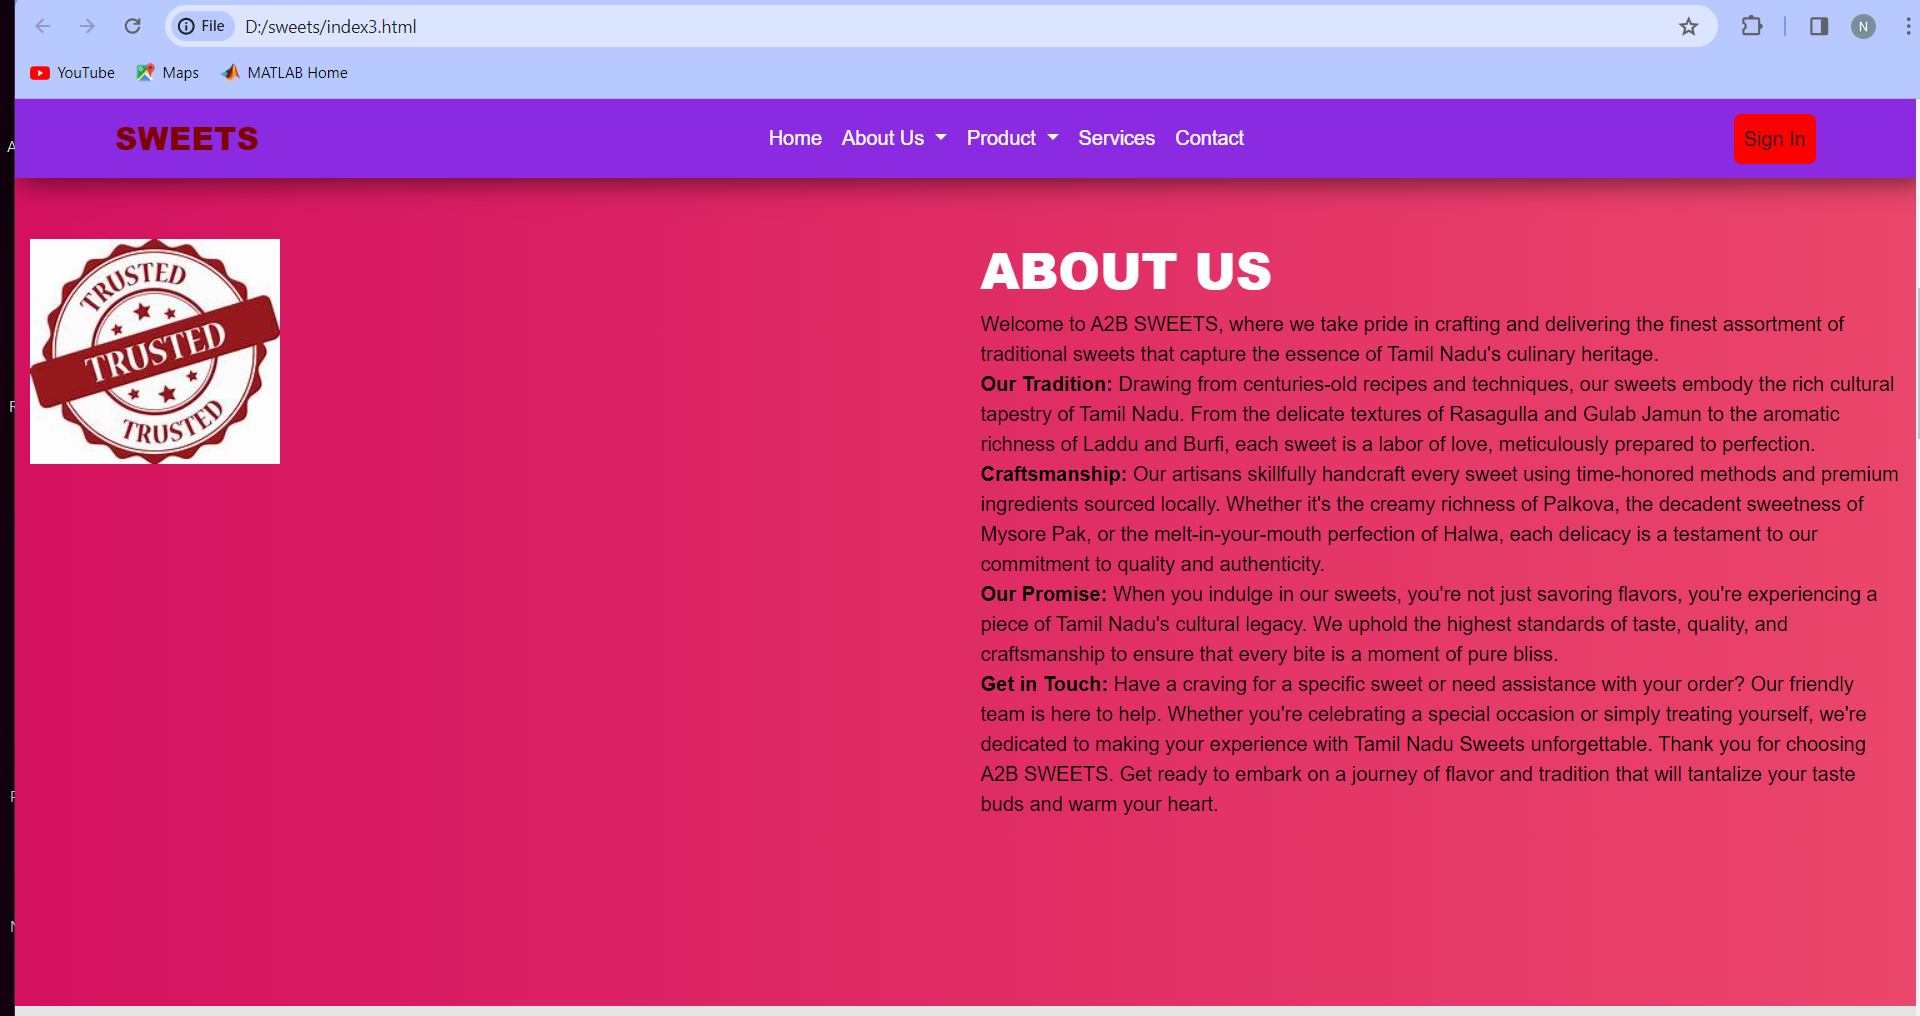 File D:/sweets/index3.html N
YouTube Maps MATLAB Home
SWEETS Home About Us Product Services Contact Sign In
TRUSTED
TRUSTED
TRUSTED
ABOUT US
Welcome to A2B SWEETS, where we take pride in crafting and delivering the finest assortment of
traditional sweets that capture the essence of Tamil Nadu's culinary heritage.
Our Tradition: Drawing from centuries-old recipes and techniques, our sweets embody the rich cultural
tapestry of Tamil Nadu. From the delicate textures of Rasagulla and Gulab Jamun to the aromatic
richness of Laddu and Burfi, each sweet is a labor of love, meticulously prepared to perfection.
Craftsmanship: Our artisans skillfully handcraft every sweet using time-honored methods and premium
ingredients sourced locally. Whether it's the creamy richness of Palkova, the decadent sweetness of
Mysore Pak, or the melt-in-your-mouth perfection of Halwa, each delicacy is a testament to our
commitment to quality and authenticity.
Our Promise: When you indulge in our sweets, you're not just savoring flavors, you're experiencing a
piece of Tamil Nadu's cultural legacy. We uphold the highest standards of taste, quality, and
craftsmanship to ensure that every bite is a moment of pure bliss.
Get in Touch: Have a craving for a specific sweet or need assistance with your order? Our friendly
team is here to help. Whether you're celebrating a special occasion or simply treating yourself, we're
dedicated to making your experience with Tamil Nadu Sweets unforgettable. Thank you for choosing
A2B SWEETS. Get ready to embark on a journey of flavor and tradition that will tantalize your taste
buds and warm your heart.